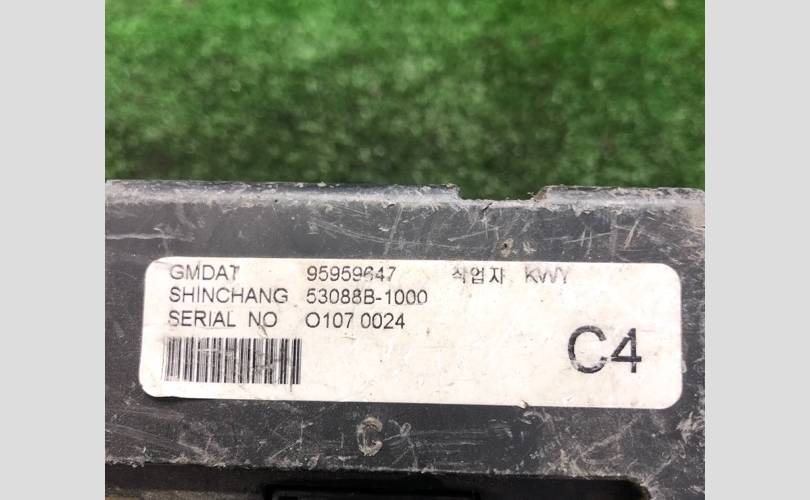 GMDAT 95959647 작업자 KWY
SHINCHANG 53088B-1000
SERIAL NO O107 0024
C4
C